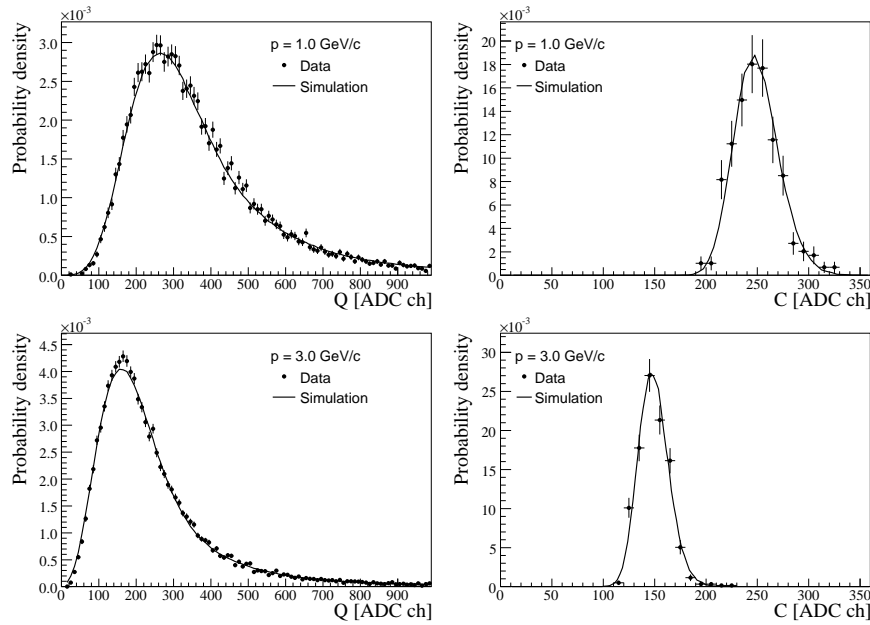 ×10⁻³
Probability density
3.0
2.5
2.0
1.5
1.0
0.5
0.0
p = 1.0 GeV/c
Data
Simulation
0 100 200 300 400 500 600 700 800 900
Q [ADC ch]
×10⁻³
Probability density
20
18
16
14
12
10
8
6
4
2
0
p = 1.0 GeV/c
Data
Simulation
0 50 100 150 200 250 300 350
C [ADC ch]
×10⁻³
Probability density
4.5
4.0
3.5
3.0
2.5
2.0
1.5
1.0
0.5
0.0
p = 3.0 GeV/c
Data
Simulation
0 100 200 300 400 500 600 700 800 900
Q [ADC ch]
×10⁻³
Probability density
30
25
20
15
10
5
0
p = 3.0 GeV/c
Data
Simulation
0 50 100 150 200 250 300 350
C [ADC ch]